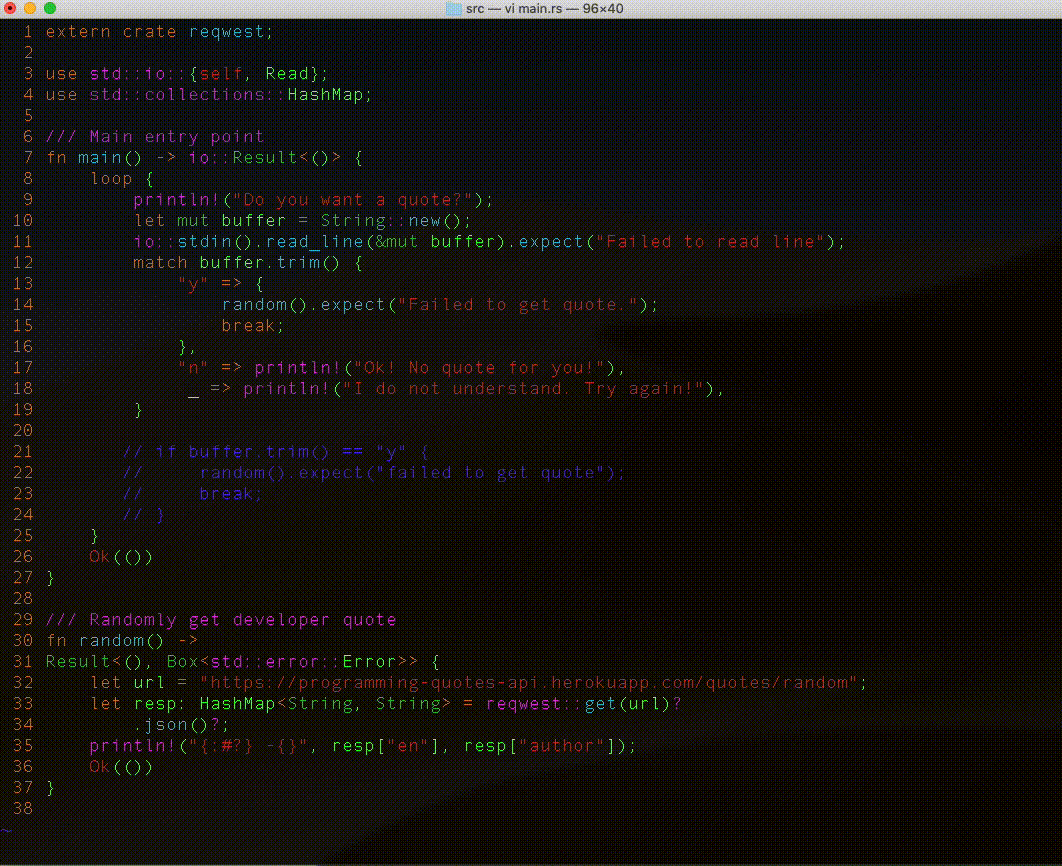 src — vi main.rs — 96×40
1 extern crate reqwest;
2
3 use std::io::{self, Read};
4 use std::collections::HashMap;
5
6 /// Main entry point
7 fn main() -> io::Result<()> {
8     loop {
9         println!("Do you want a quote?");
10         let mut buffer = String::new();
11         io::stdin().read_line(&mut buffer).expect("Failed to read line");
12         match buffer.trim() {
13             "y" => {
14                 random().expect("Failed to get quote.");
15                 break;
16             },
17             "n" => println!("Ok! No quote for you!"),
18              _ => println!("I do not understand. Try again!"),
19         }
20
21        // if buffer.trim() == "y" {
22        //     random().expect("failed to get quote");
23        //     break;
24        // }
25     }
26     Ok(())
27 }
28
29 /// Randomly get developer quote
30 fn random() ->
31 Result<(), Box<std::error::Error>> {
32     let url = "https://programming-quotes-api.herokuapp.com/quotes/random";
33     let resp: HashMap<String, String> = reqwest::get(url)?
34         .json()?;
35     println!("{:#?} -{}", resp["en"], resp["author"]);
36     Ok(())
37 }
38
~